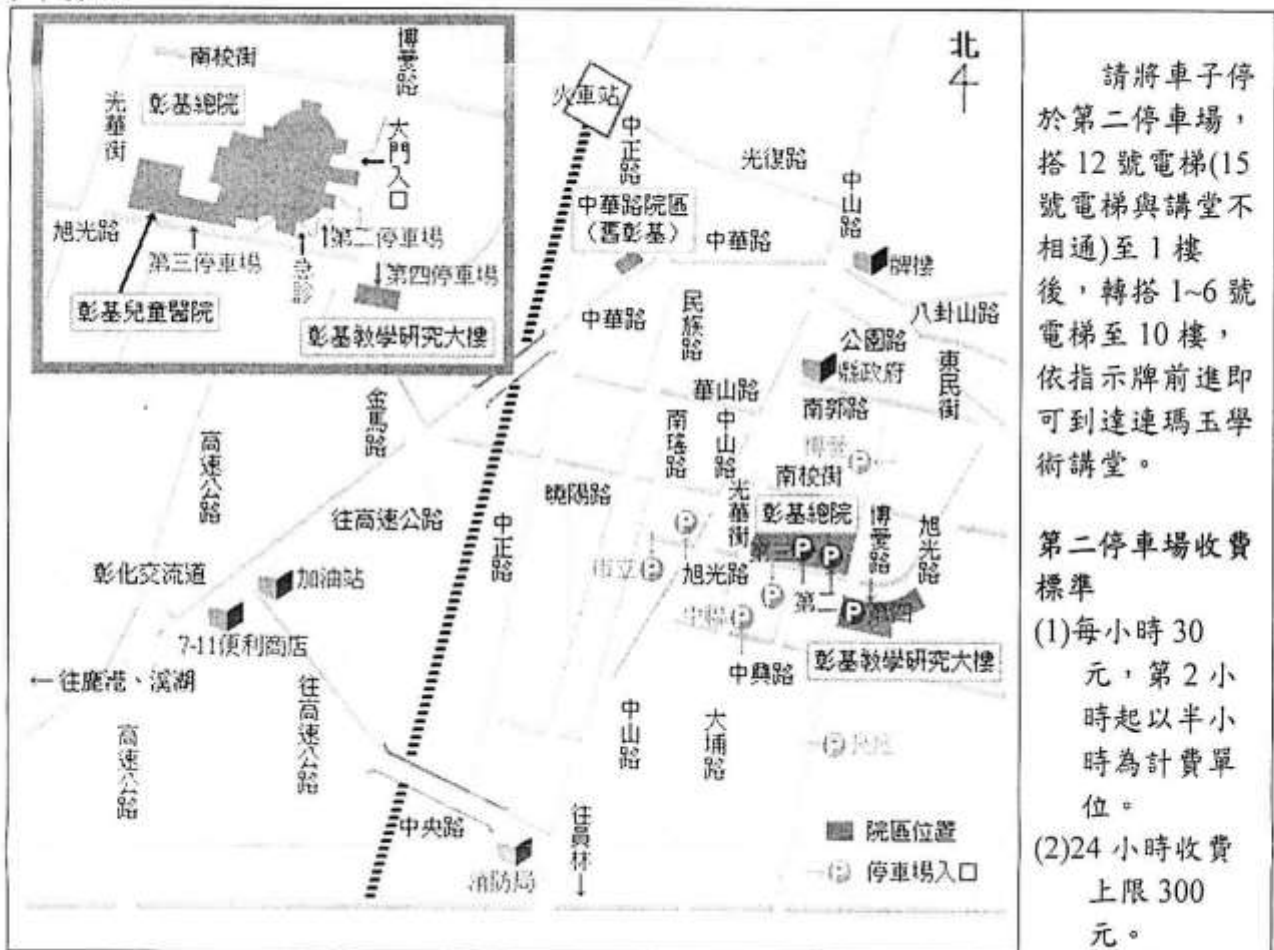 南校街
博愛路
光華街
彰基總院
大門入口
旭光路
第二停車場
第三停車場
急診
第四停車場
彰基兒童醫院
彰基教學研究大樓
北
火車站
中正路
光復路
中山路
中華路院區
(舊彰基)
中華路
牌樓
八卦山路
中華路
民族路
公園路
縣政府
東民街
華山路
南郭路
金馬路
高速公路
南瑤路
中山路
博愛
南校街
曉陽路
光華街
彰基總院
博愛路
旭光路
往高速公路
中正路
第三
市立
旭光路
彰化交流道
加油站
中聯
第二
第四
7-11便利商店
彰基教學研究大樓
中興路
←往鹿港、溪湖
往高速公路
高速公路
中山路
大埔路
中央路
往員林
消防局
院區位置
停車場入口
請將車子停
於第二停車場，
搭 12 號電梯(15
號電梯與講堂不
相通)至 1 樓
後，轉搭 1~6 號
電梯至 10 樓，
依指示牌前進即
可到達連瑪玉學
術講堂。
第二停車場收費
標準
(1)每小時 30
元，第 2 小
時起以半小
時為計費單
位。
(2)24 小時收費
上限 300
元。